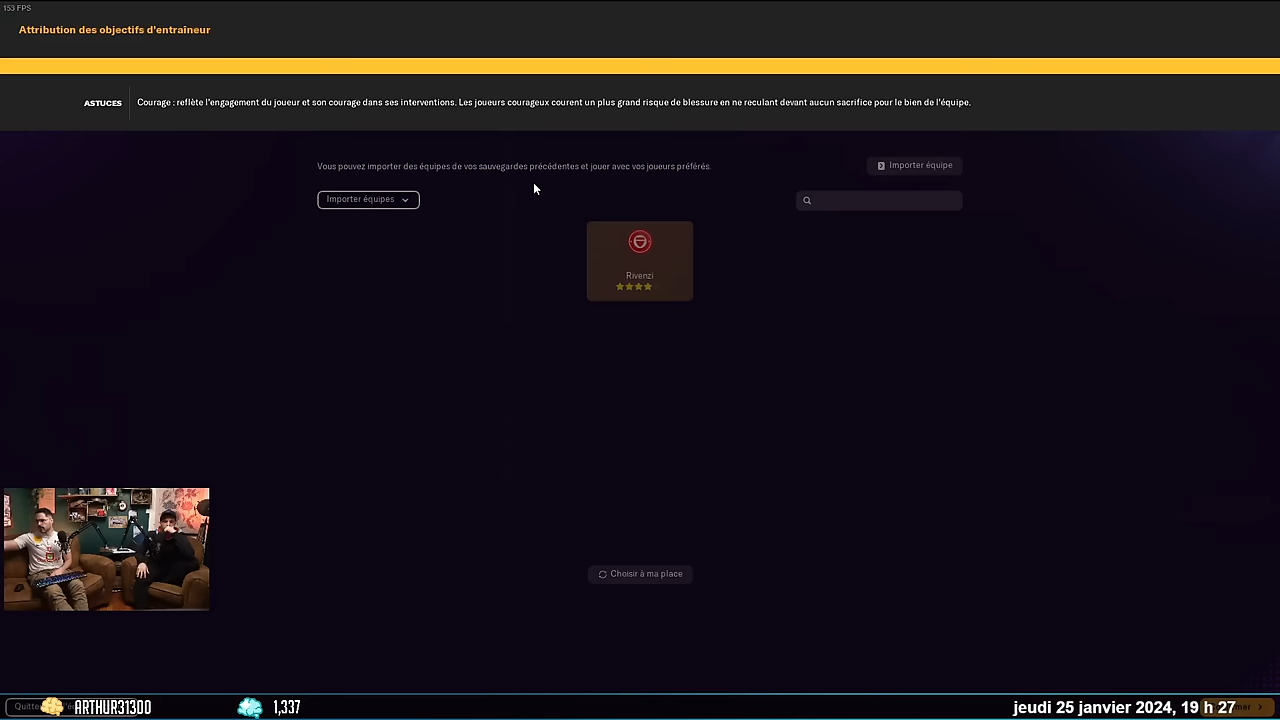 153 FPS
Attribution des objectifs d'entraîneur
ASTUCES
Courage : reflète l'engagement du joueur et son courage dans ses interventions. Les joueurs courageux courent un plus grand risque de blessure en ne reculant devant aucun sacrifice pour le bien de l'équipe.
Vous pouvez importer des équipes de vos sauvegardes précédentes et jouer avec vos joueurs préférés.
Importer équipe
Importer équipes
Rivenzi
Choisir à ma place
ARTHUR31300
1,337
jeudi 25 janvier 2024, 19 h 27